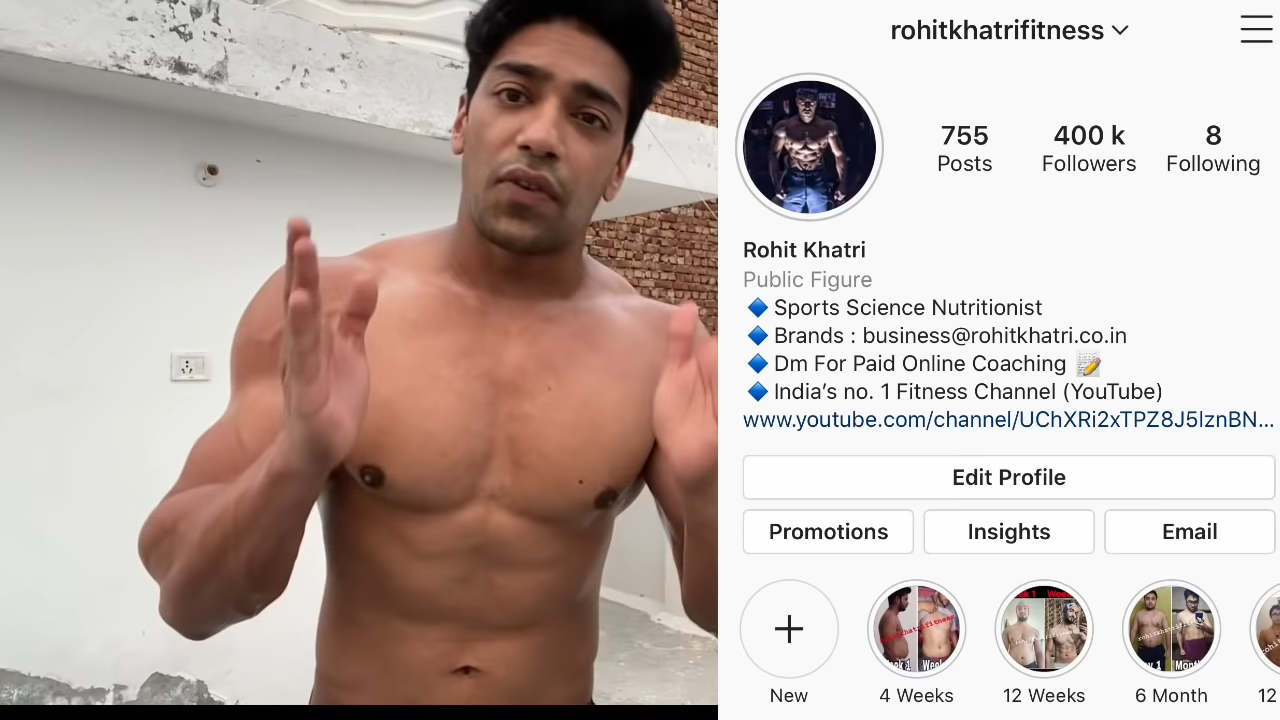 rohitkhatrifitness
755
400 k
8
Posts
Followers
Following
Rohit Khatri
Public Figure
Sports Science Nutritionist
Brands : business@rohitkhatri.co.in
Dm For Paid Online Coaching
India's no. 1 Fitness Channel (YouTube)
www.youtube.com/channel/UChXRi2xTPZ8J5lznBN...
Edit Profile
Promotions
Insights
Email
New
4 Weeks
12 Weeks
6 Month
12